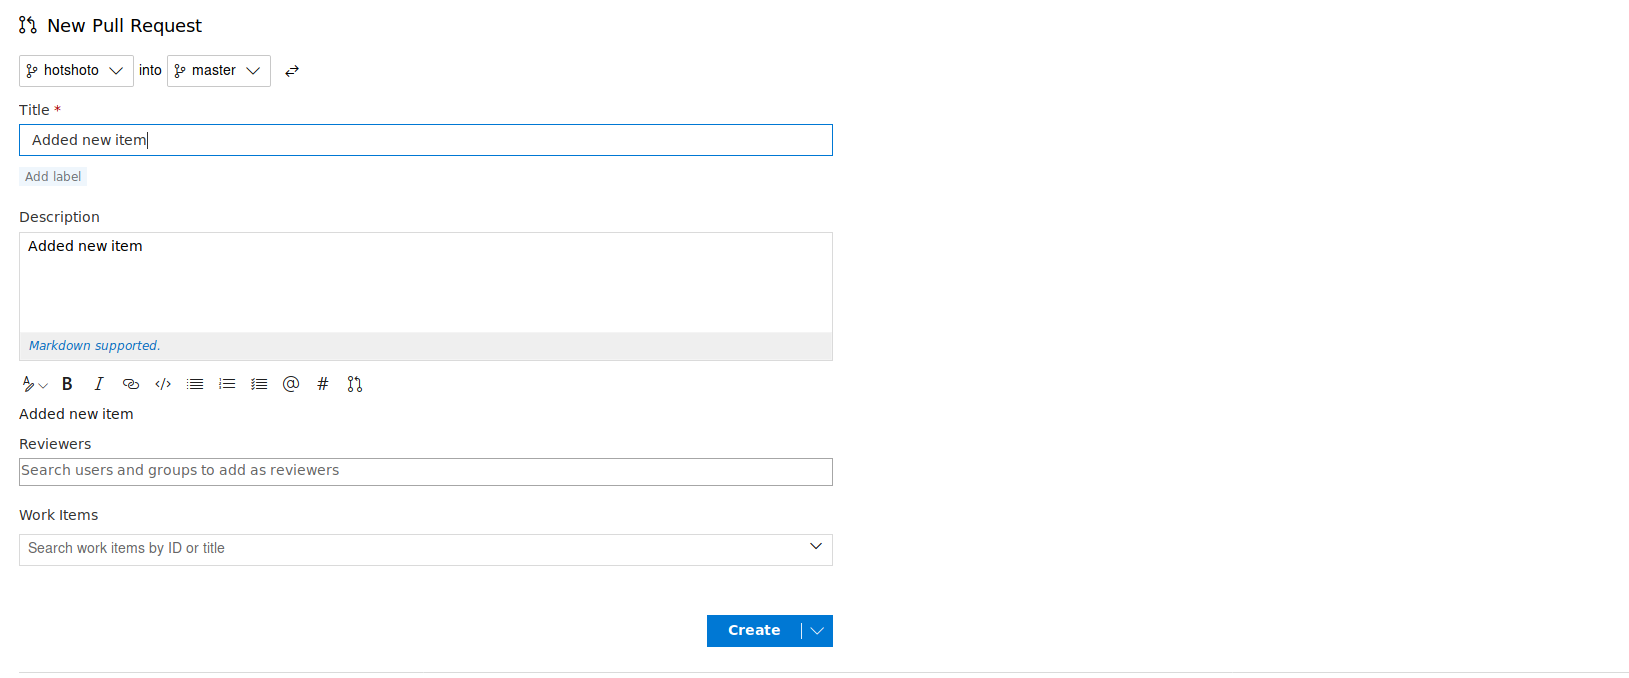 New Pull Request
hotshoto into master
Title *
Added new item
Add label
Description
Added new item
Markdown supported.
B I </> @ #
Added new item
Reviewers
Search users and groups to add as reviewers
Work Items
Search work items by ID or title
Create